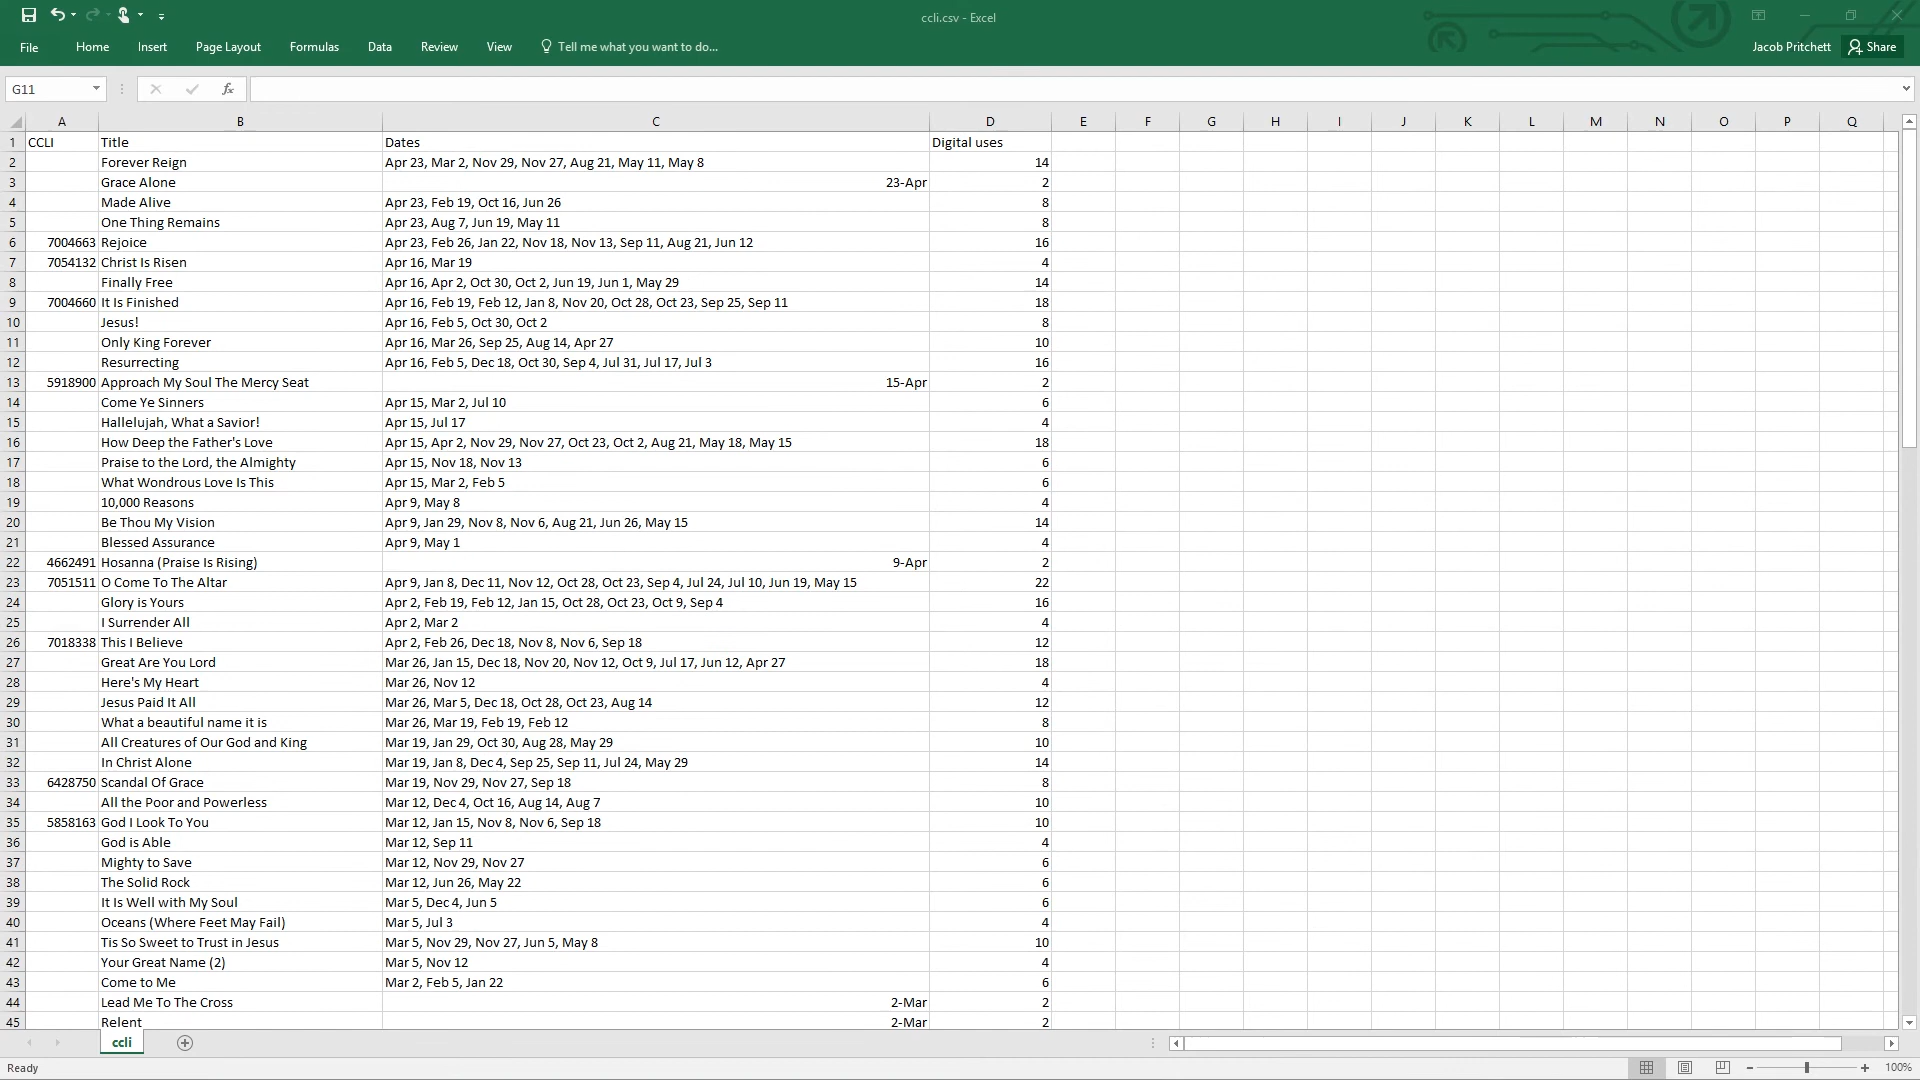 ccli.csv - Excel
File Home Insert Page Layout Formulas Data Review View Tell me what you want to do... Jacob Pritchett Share
G11 fx
A B C D E F G H I J K L M N O P Q
1 CCLI Title Dates Digital uses
2 Forever Reign Apr 23, Mar 2, Nov 29, Nov 27, Aug 21, May 11, May 8 14
3 Grace Alone 23-Apr 2
4 Made Alive Apr 23, Feb 19, Oct 16, Jun 26 8
5 One Thing Remains Apr 23, Aug 7, Jun 19, May 11 8
6 7004663 Rejoice Apr 23, Feb 26, Jan 22, Nov 18, Nov 13, Sep 11, Aug 21, Jun 12 16
7 7054132 Christ Is Risen Apr 16, Mar 19 4
8 Finally Free Apr 16, Apr 2, Oct 30, Oct 2, Jun 19, Jun 1, May 29 14
9 7004660 It Is Finished Apr 16, Feb 19, Feb 12, Jan 8, Nov 20, Oct 28, Oct 23, Sep 25, Sep 11 18
10 Jesus! Apr 16, Feb 5, Oct 30, Oct 2 8
11 Only King Forever Apr 16, Mar 26, Sep 25, Aug 14, Apr 27 10
12 Resurrecting Apr 16, Feb 5, Dec 18, Oct 30, Sep 4, Jul 31, Jul 17, Jul 3 16
13 5918900 Approach My Soul The Mercy Seat 15-Apr 2
14 Come Ye Sinners Apr 15, Mar 2, Jul 10 6
15 Hallelujah, What a Savior! Apr 15, Jul 17 4
16 How Deep the Father's Love Apr 15, Apr 2, Nov 29, Nov 27, Oct 23, Oct 2, Aug 21, May 18, May 15 18
17 Praise to the Lord, the Almighty Apr 15, Nov 18, Nov 13 6
18 What Wondrous Love Is This Apr 15, Mar 2, Feb 5 6
19 10,000 Reasons Apr 9, May 8 4
20 Be Thou My Vision Apr 9, Jan 29, Nov 8, Nov 6, Aug 21, Jun 26, May 15 14
21 Blessed Assurance Apr 9, May 1 4
22 4662491 Hosanna (Praise Is Rising) 9-Apr 2
23 7051511 O Come To The Altar Apr 9, Jan 8, Dec 11, Nov 12, Oct 28, Oct 23, Sep 4, Jul 24, Jul 10, Jun 19, May 15 22
24 Glory is Yours Apr 2, Feb 19, Feb 12, Jan 15, Oct 28, Oct 23, Oct 9, Sep 4 16
25 I Surrender All Apr 2, Mar 2 4
26 7018338 This I Believe Apr 2, Feb 26, Dec 18, Nov 8, Nov 6, Sep 18 12
27 Great Are You Lord Mar 26, Jan 15, Dec 18, Nov 20, Nov 12, Oct 9, Jul 17, Jun 12, Apr 27 18
28 Here's My Heart Mar 26, Nov 12 4
29 Jesus Paid It All Mar 26, Mar 5, Dec 18, Oct 28, Oct 23, Aug 14 12
30 What a beautiful name it is Mar 26, Mar 19, Feb 19, Feb 12 8
31 All Creatures of Our God and King Mar 19, Jan 29, Oct 30, Aug 28, May 29 10
32 In Christ Alone Mar 19, Jan 8, Dec 4, Sep 25, Sep 11, Jul 24, May 29 14
33 6428750 Scandal Of Grace Mar 19, Nov 29, Nov 27, Sep 18 8
34 All the Poor and Powerless Mar 12, Dec 4, Oct 16, Aug 14, Aug 7 10
35 5858163 God I Look To You Mar 12, Jan 15, Nov 8, Nov 6, Sep 18 10
36 God is Able Mar 12, Sep 11 4
37 Mighty to Save Mar 12, Nov 29, Nov 27 6
38 The Solid Rock Mar 12, Jun 26, May 22 6
39 It Is Well with My Soul Mar 5, Dec 4, Jun 5 6
40 Oceans (Where Feet May Fail) Mar 5, Jul 3 4
41 Tis So Sweet to Trust in Jesus Mar 5, Nov 29, Nov 27, Jun 5, May 8 10
42 Your Great Name (2) Mar 5, Nov 12 4
43 Come to Me Mar 2, Feb 5, Jan 22 6
44 Lead Me To The Cross 2-Mar 2
45 Relent 2-Mar 2
ccli
Ready 100%